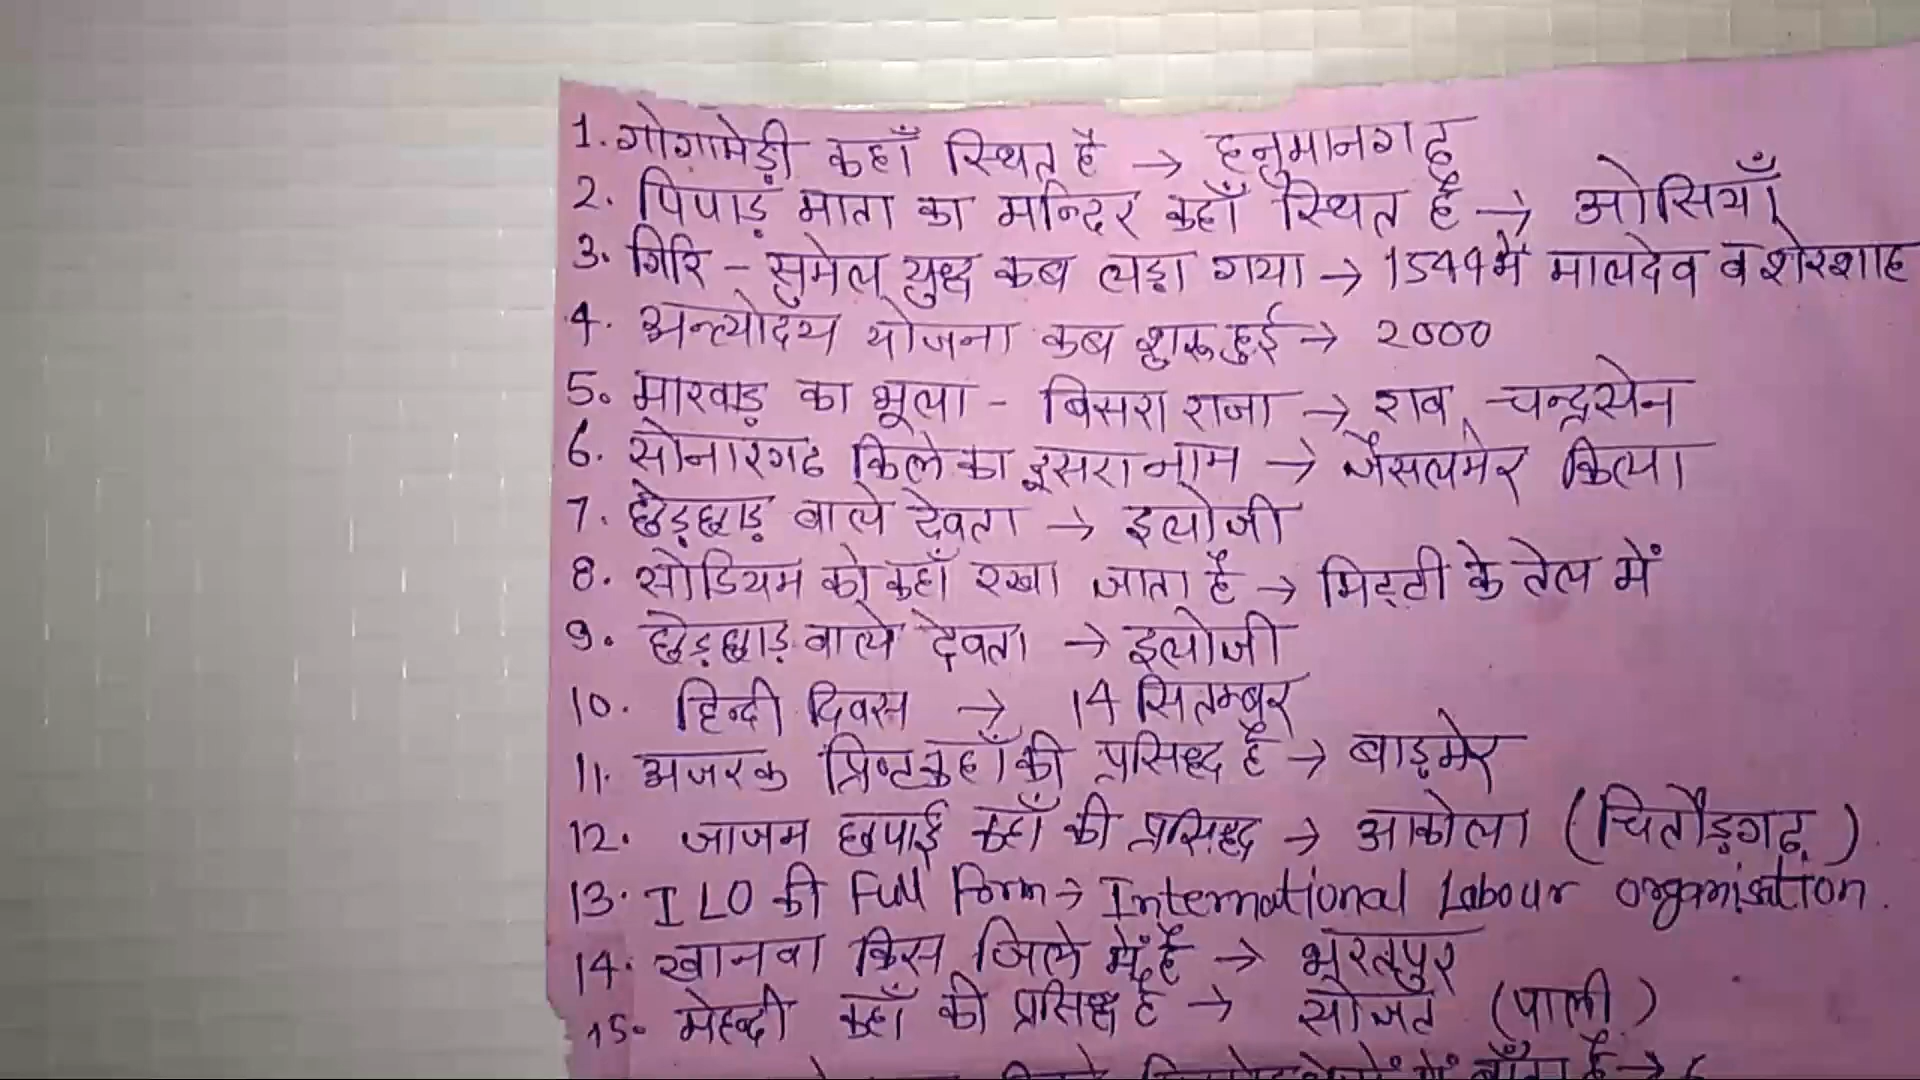 1. गोगामेड़ी कहाँ स्थित है → हनुमानगढ
2. पिपाड़ माता का मन्दिर कहाँ स्थित है → ओसियाँ
3. गिरि - सुमेल युद्ध कब लड़ा गया → 1544 में मालदेव व शेरशाह
4. अन्त्योदय योजना कब शुरू हुई → 2000
5. मारवाड़ का भूला - बिसरा राजा → राव चन्द्रसेन
6. सोनारगढ किले का दूसरा नाम → जैसलमेर किला
7. छेड़छाड़ वाले देवता → इलोजी
8. सोडियम को कहाँ रखा जाता है → मिट्टी के तेल में
9. छेड़छाड़ वाले देवता → इलोजी
10. हिन्दी दिवस → 14 सितम्बर
11. अजरक प्रिण्ट कहाँ की प्रसिद्ध है → बाड़मेर
12. जाजम छपाई कहाँ की प्रसिद्ध → आकोला (चितौड़गढ़)
13. ILO की Full Form → International Labour organisation.
14. खानवा किस जिले में है → भरतपुर
15. मेहन्दी कहाँ की प्रसिद्ध है → सोजत (पाली)